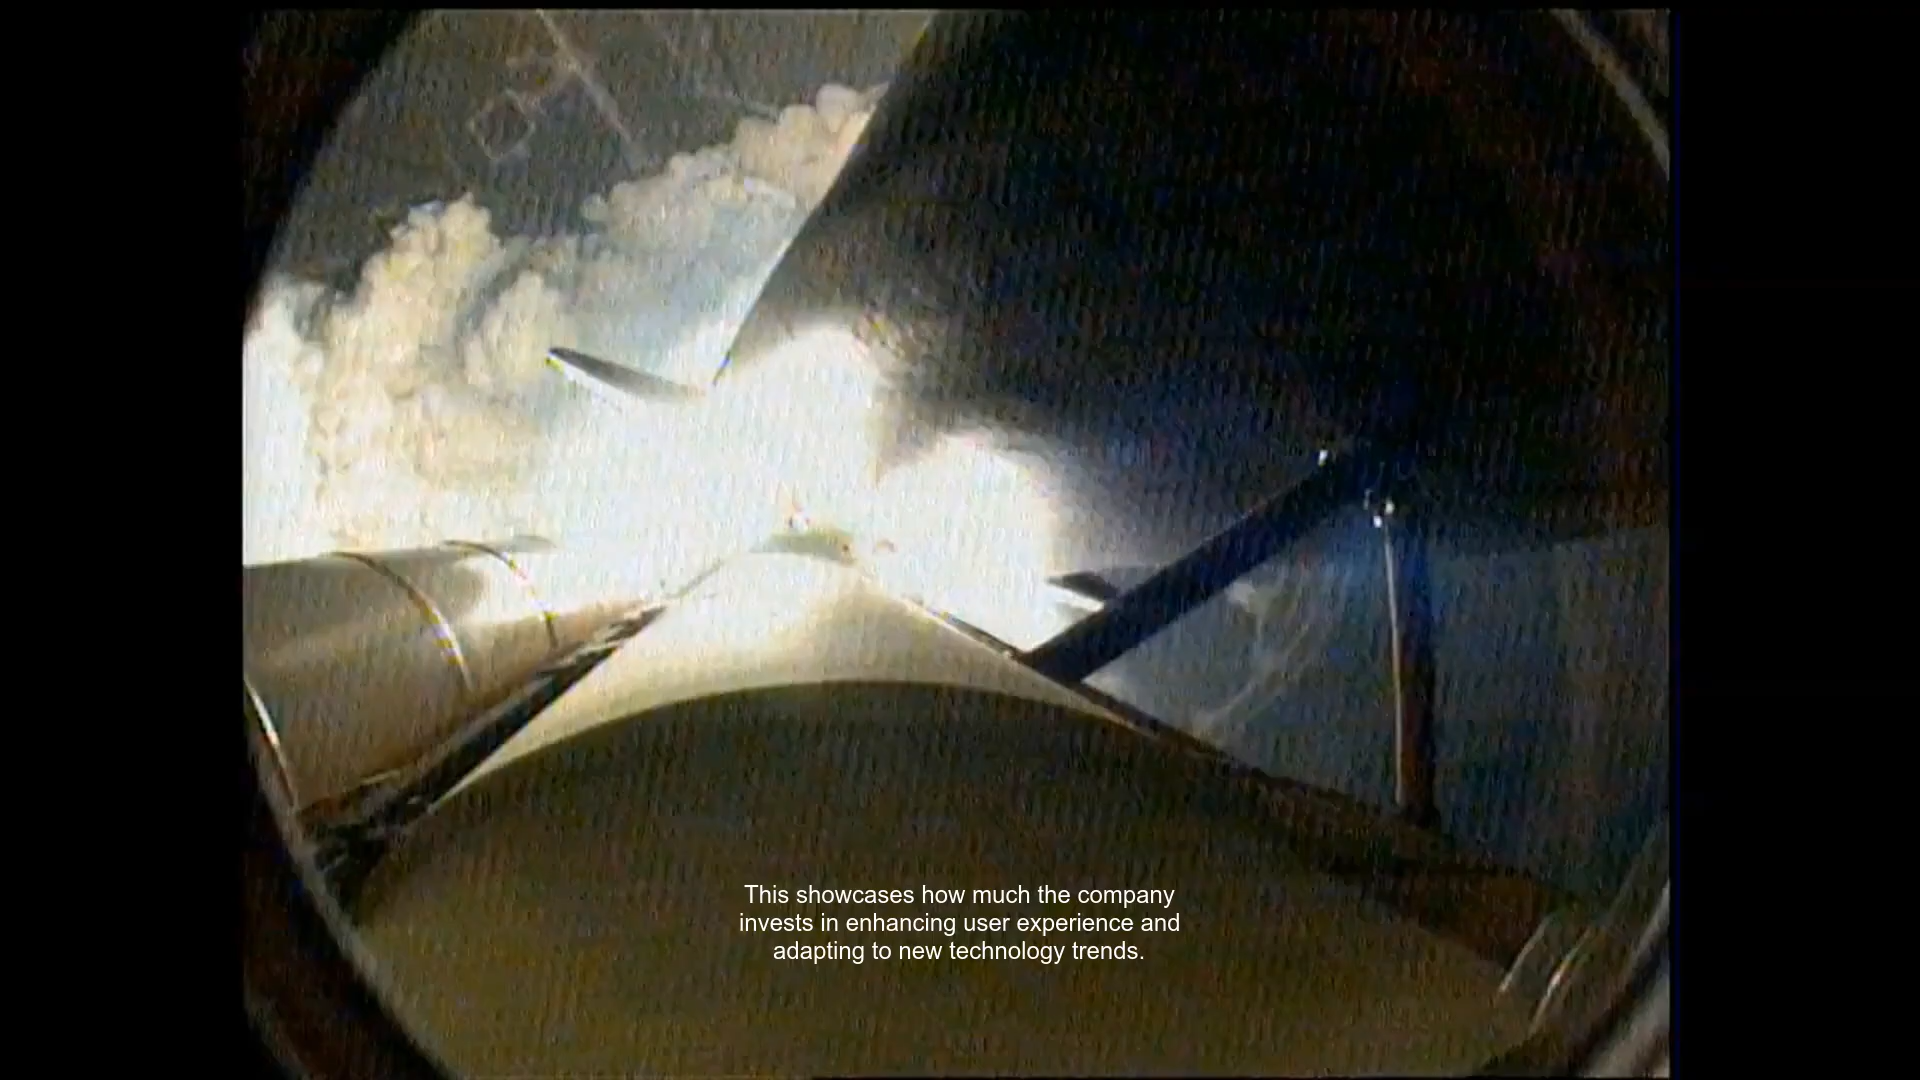 This showcases how much the company
invests in enhancing user experience and
adapting to new technology trends.